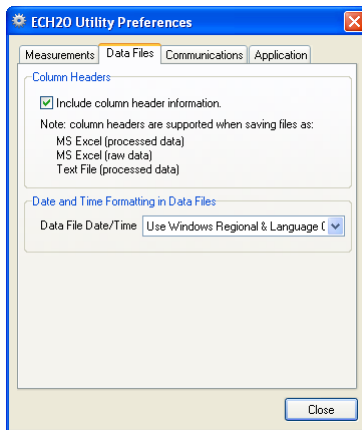 ECH2O Utility Preferences
Measurements Data Files Communications Application
Column Headers
Include column header information.
Note: column headers are supported when saving files as:
MS Excel (processed data)
MS Excel (raw data)
Text File (processed data)
Date and Time Formatting in Data Files
Data File Date/Time Use Windows Regional & Language (
Close